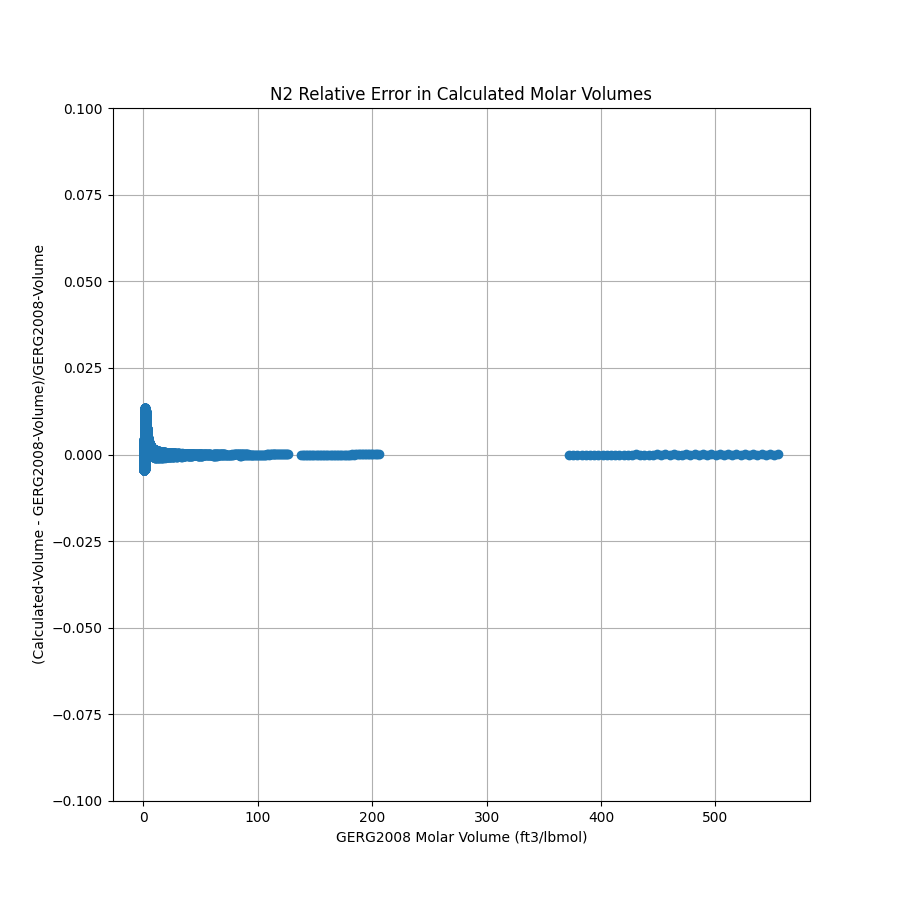 N2 Relative Error in Calculated Molar Volumes
0.100
0.075
0.050
0.025
0.000
−0.025
−0.050
−0.075
−0.100
(Calculated-Volume - GERG2008-Volume)/GERG2008-Volume
0 100 200 300 400 500
GERG2008 Molar Volume (ft3/lbmol)